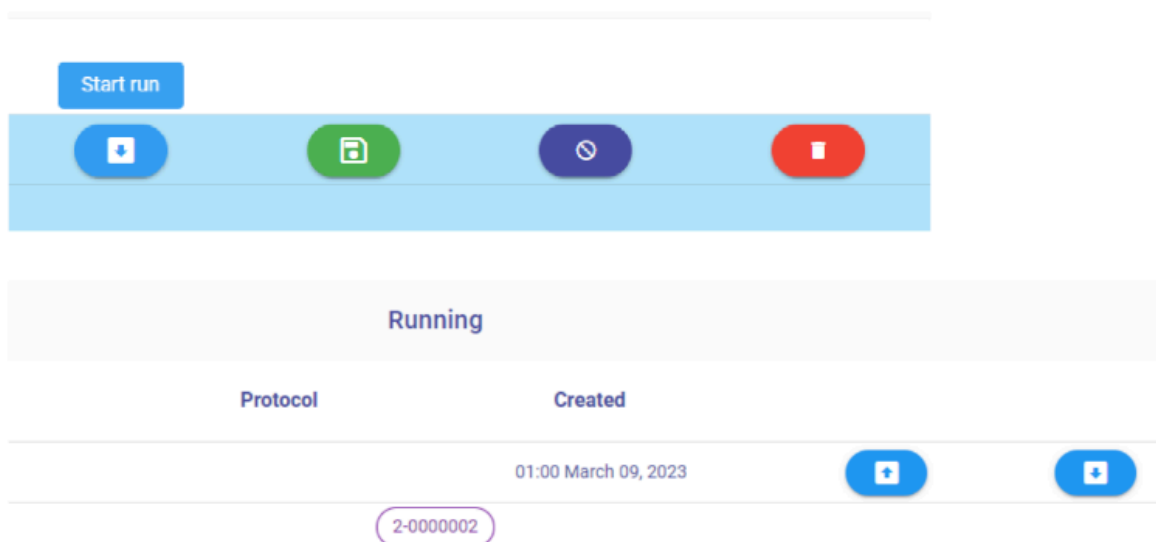 Start run
Running
Protocol Created
01:00 March 09, 2023
2-0000002